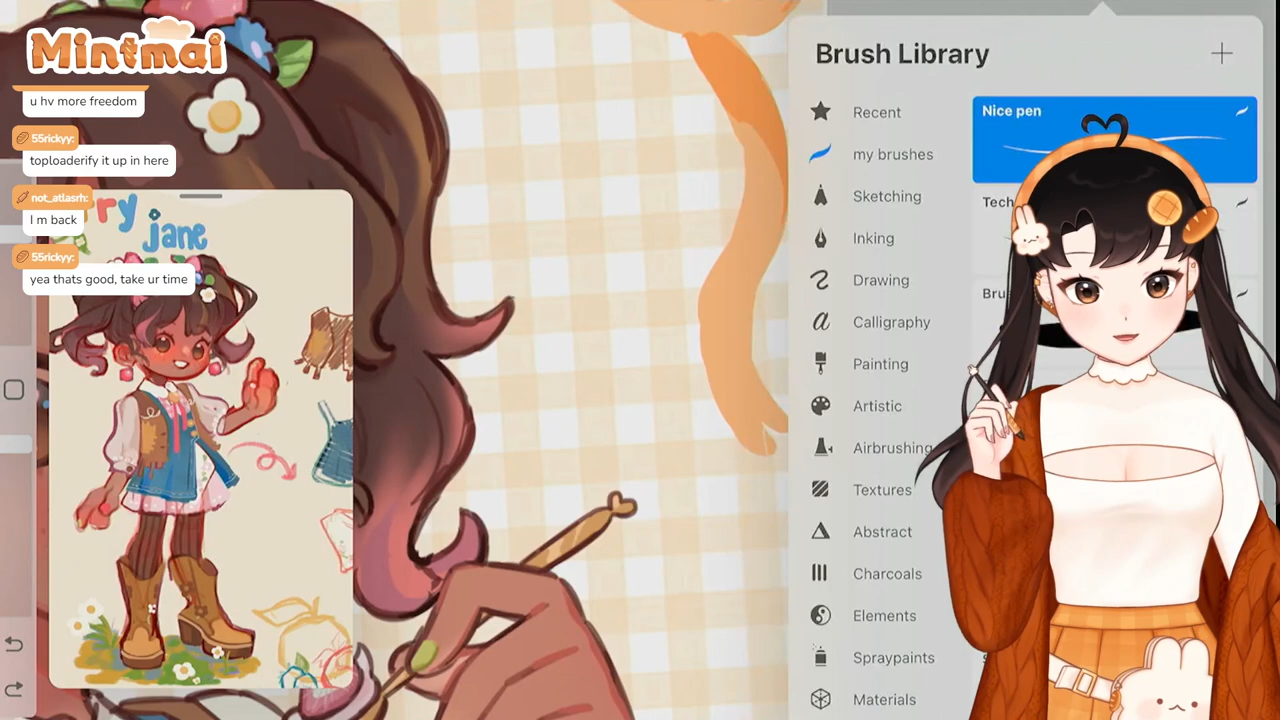 Mintmai
u hv more freedom
55rickyy:
toploaderify it up in here
not_atlasrh:
I m back
55rickyy:
yea thats good, take ur time
ry
jane
Brush Library
Recent
my brushes
Sketching
Inking
Drawing
Calligraphy
Painting
Artistic
Airbrushing
Textures
Abstract
Charcoals
Elements
Spraypaints
Materials
Nice pen
Tech
Bru